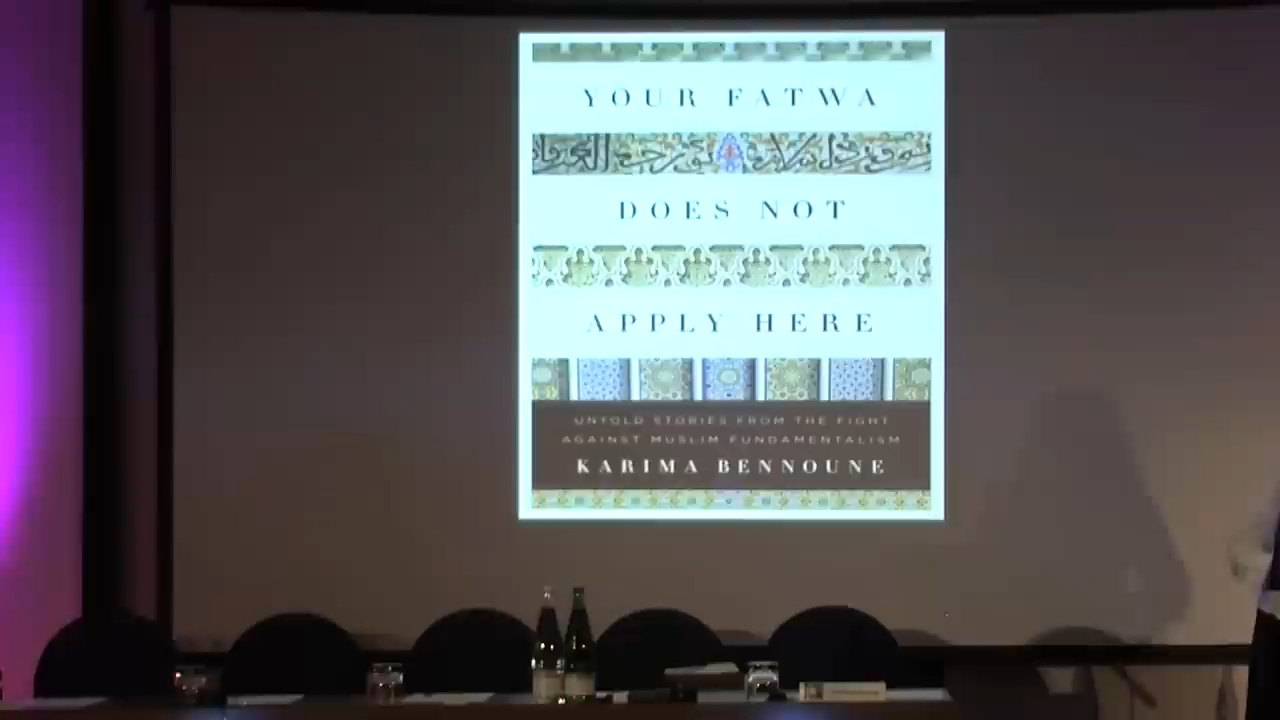 YOUR FATWA
DOES NOT
APPLY HERE
UNTOLD STORIES FROM THE FIGHT
AGAINST MUSLIM FUNDAMENTALISM
KARIMA BENNOUNE